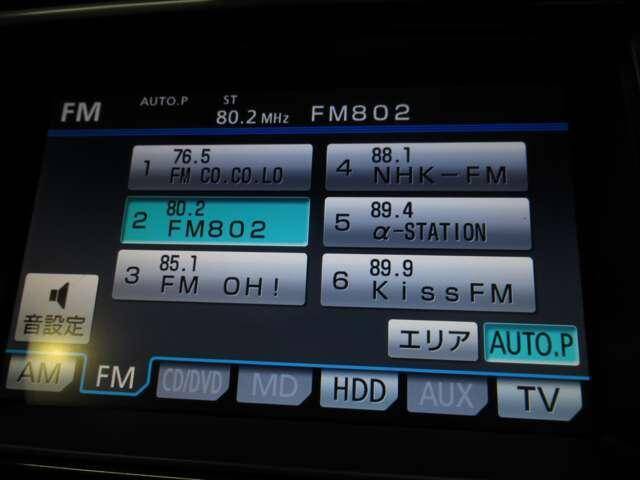 FM AUTO.P ST 80.2 MHz FM802
1 76.5 FM CO.CO.LO
2 80.2 FM802
3 85.1 FM OH!
4 88.1 NHK-FM
5 89.4 α-STATION
6 89.9 KissFM
音設定
エリア AUTO.P
AM FM CD/DVD MD HDD AUX TV